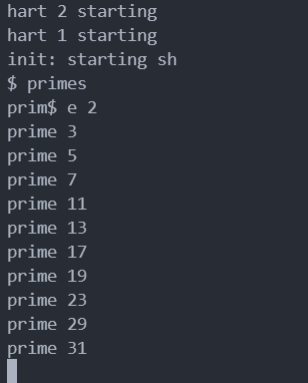 hart 2 starting
hart 1 starting
init: starting sh
$ primes
prim$ e 2
prime 3
prime 5
prime 7
prime 11
prime 13
prime 17
prime 19
prime 23
prime 29
prime 31